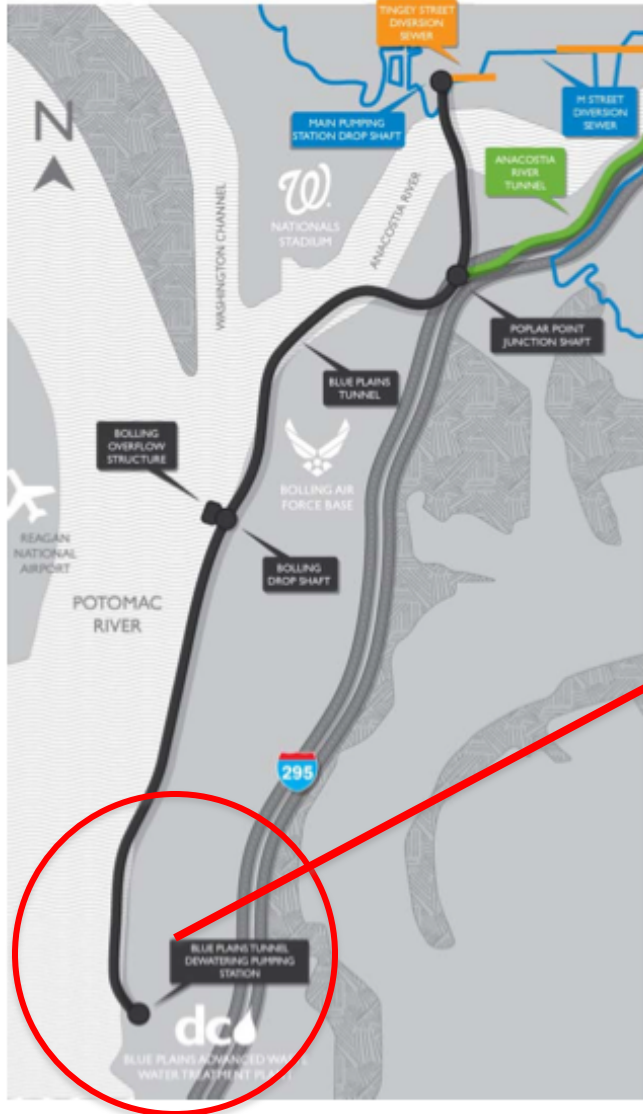 TINGEY STREET
DIVERSION
SEWER
N
MAIN PUMPING
STATION DROP SHAFT
M STREET
DIVERSION
SEWER
ANACOSTIA
RIVER
TUNNEL
W
NATIONALS
STADIUM
ANACOSTIA RIVER
WASHINGTON CHANNEL
POPLAR POINT
JUNCTION SHAFT
BLUE PLAINS
TUNNEL
BOLLING
OVERFLOW
STRUCTURE
BOLLING AIR
FORCE BASE
REAGAN
NATIONAL
AIRPORT
BOLLING
DROP SHAFT
POTOMAC
RIVER
295
BLUE PLAINS TUNNEL
DEWATERING PUMPING
STATION
dc
BLUE PLAINS ADVANCED WASTE
WATER TREATMENT PLANT